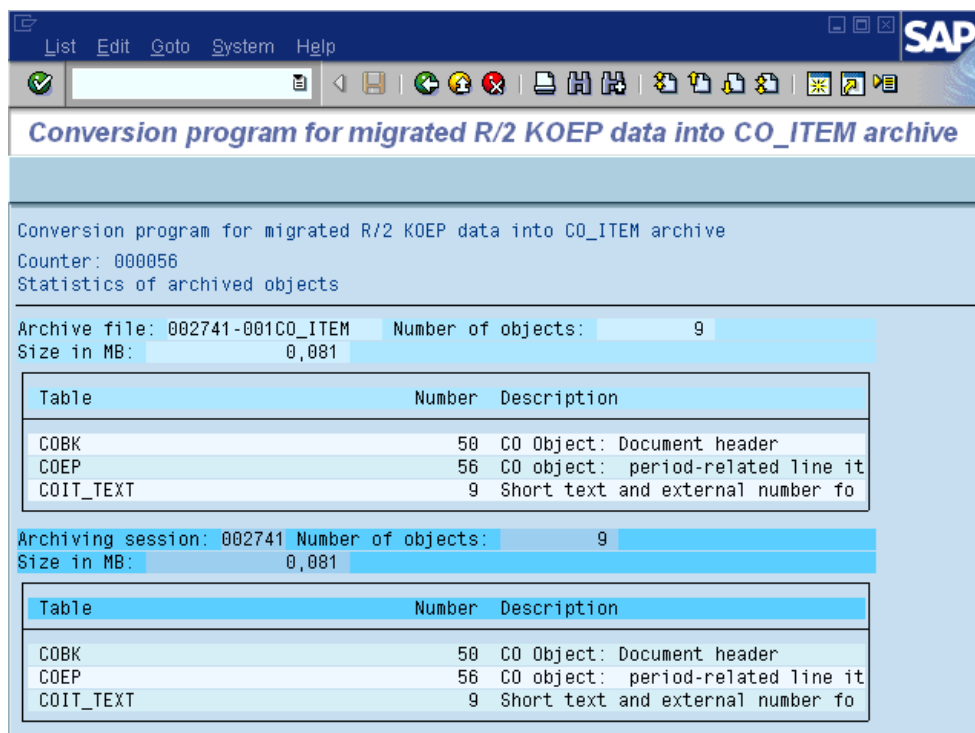 List Edit Goto System Help
SAP
Conversion program for migrated R/2 KOEP data into CO_ITEM archive
Conversion program for migrated R/2 KOEP data into CO_ITEM archive
Counter: 000056
Statistics of archived objects
Archive file: 002741-001CO_ITEM Number of objects: 9
Size in MB: 0,081
Table Number Description
COBK 50 CO Object: Document header
COEP 56 CO object: period-related line it
COIT_TEXT 9 Short text and external number fo
Archiving session: 002741 Number of objects: 9
Size in MB: 0,081
Table Number Description
COBK 50 CO Object: Document header
COEP 56 CO object: period-related line it
COIT_TEXT 9 Short text and external number fo